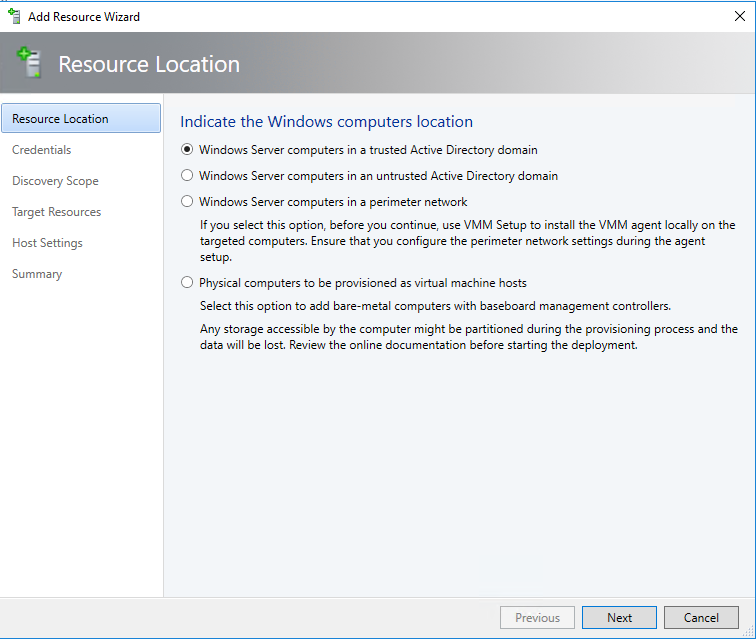 Add Resource Wizard
Resource Location
Resource Location
Credentials
Discovery Scope
Target Resources
Host Settings
Summary
Indicate the Windows computers location
Windows Server computers in a trusted Active Directory domain
Windows Server computers in an untrusted Active Directory domain
Windows Server computers in a perimeter network
If you select this option, before you continue, use VMM Setup to install the VMM agent locally on the
targeted computers. Ensure that you configure the perimeter network settings during the agent
setup.
Physical computers to be provisioned as virtual machine hosts
Select this option to add bare-metal computers with baseboard management controllers.
Any storage accessible by the computer might be partitioned during the provisioning process and the
data will be lost. Review the online documentation before starting the deployment.
Previous
Next
Cancel